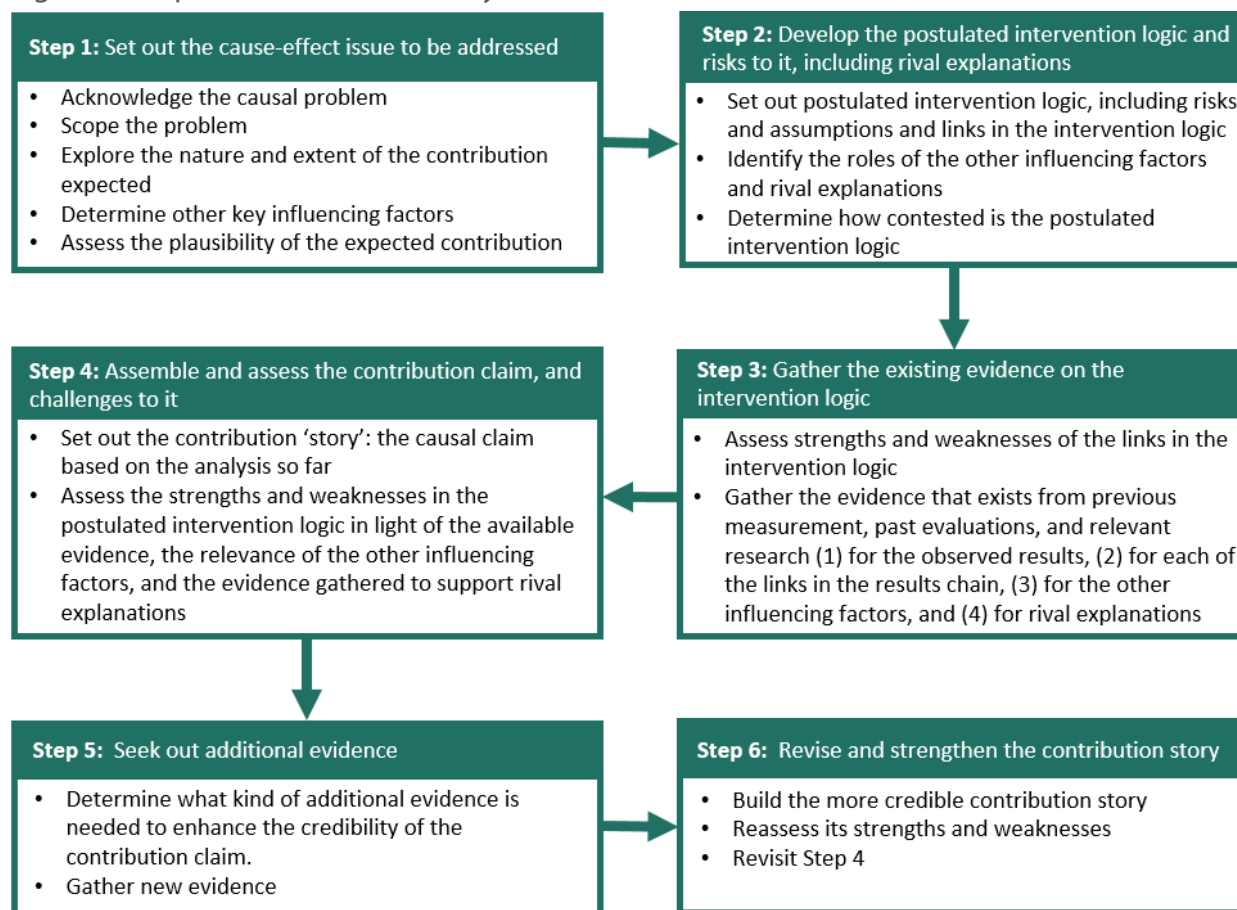 Step 1: Set out the cause-effect issue to be addressed
• Acknowledge the causal problem
• Scope the problem
• Explore the nature and extent of the contribution
expected
• Determine other key influencing factors
• Assess the plausibility of the expected contribution
Step 2: Develop the postulated intervention logic and
risks to it, including rival explanations
• Set out postulated intervention logic, including risks
and assumptions and links in the intervention logic
• Identify the roles of the other influencing factors
and rival explanations
• Determine how contested is the postulated
intervention logic
Step 3: Gather the existing evidence on the
intervention logic
• Assess strengths and weaknesses of the links in the
intervention logic
• Gather the evidence that exists from previous
measurement, past evaluations, and relevant
research (1) for the observed results, (2) for each of
the links in the results chain, (3) for the other
influencing factors, and (4) for rival explanations
Step 4: Assemble and assess the contribution claim, and
challenges to it
• Set out the contribution ‘story’: the causal claim
based on the analysis so far
• Assess the strengths and weaknesses in the
postulated intervention logic in light of the available
evidence, the relevance of the other influencing
factors, and the evidence gathered to support rival
explanations
Step 5: Seek out additional evidence
• Determine what kind of additional evidence is
needed to enhance the credibility of the
contribution claim.
• Gather new evidence
Step 6: Revise and strengthen the contribution story
• Build the more credible contribution story
• Reassess its strengths and weaknesses
• Revisit Step 4